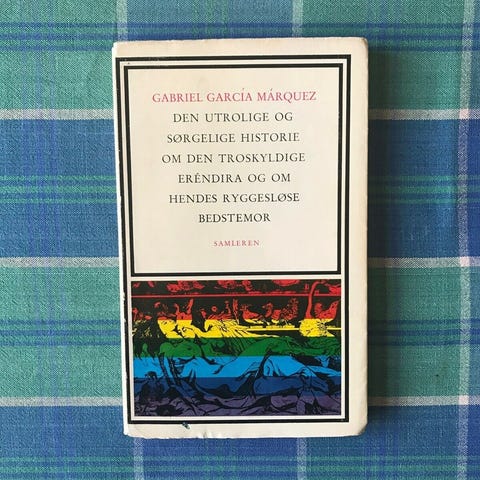 GABRIEL GARCÍA MÁRQUEZ
DEN UTROLIGE OG
SØRGELIGE HISTORIE
OM DEN TROSKYLDIGE
ERÉNDIRA OG OM
HENDES RYGGESLØSE
BEDSTEMOR
SAMLEREN